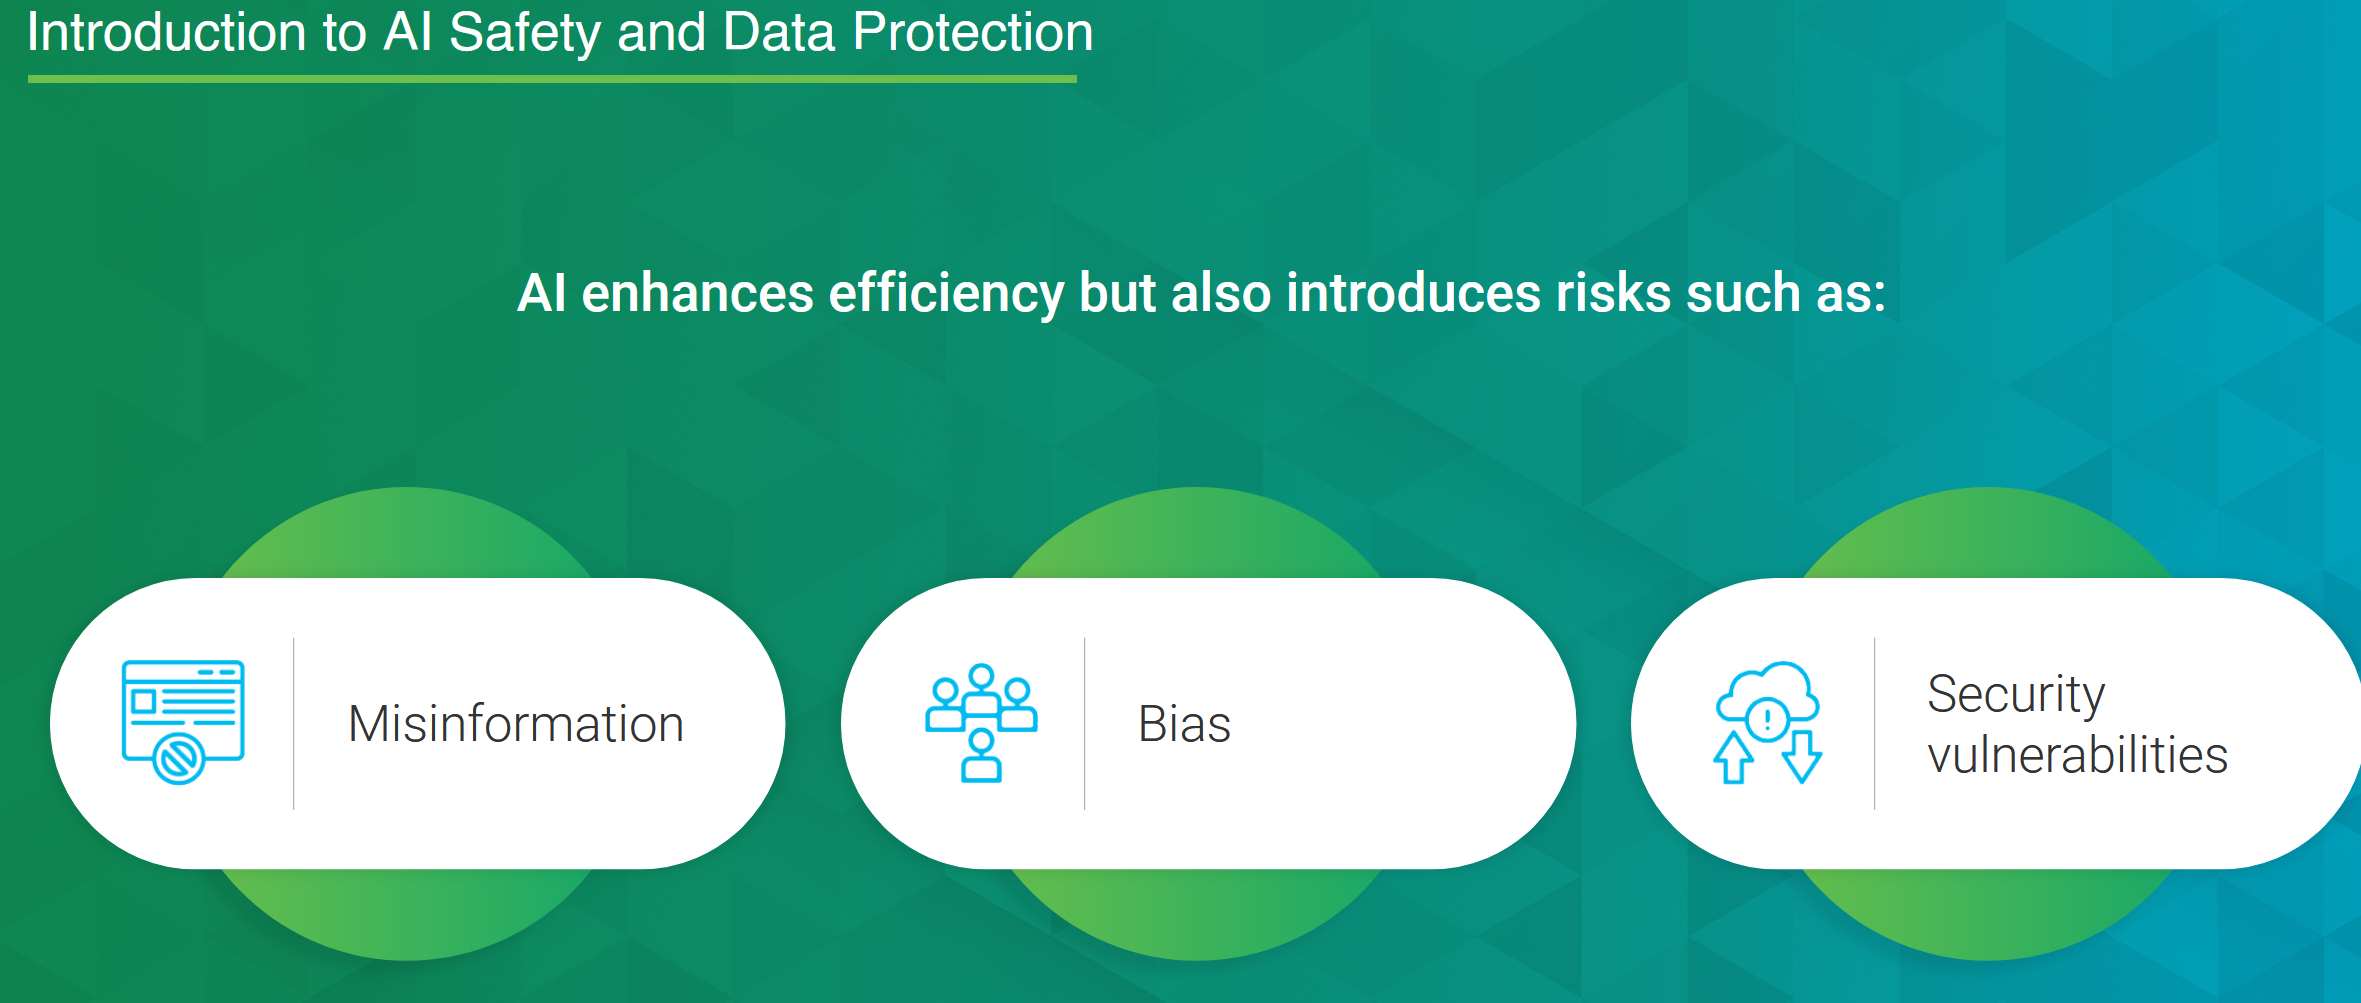 Introduction to AI Safety and Data Protection
AI enhances efficiency but also introduces risks such as:
Misinformation
Bias
Security
vulnerabilities